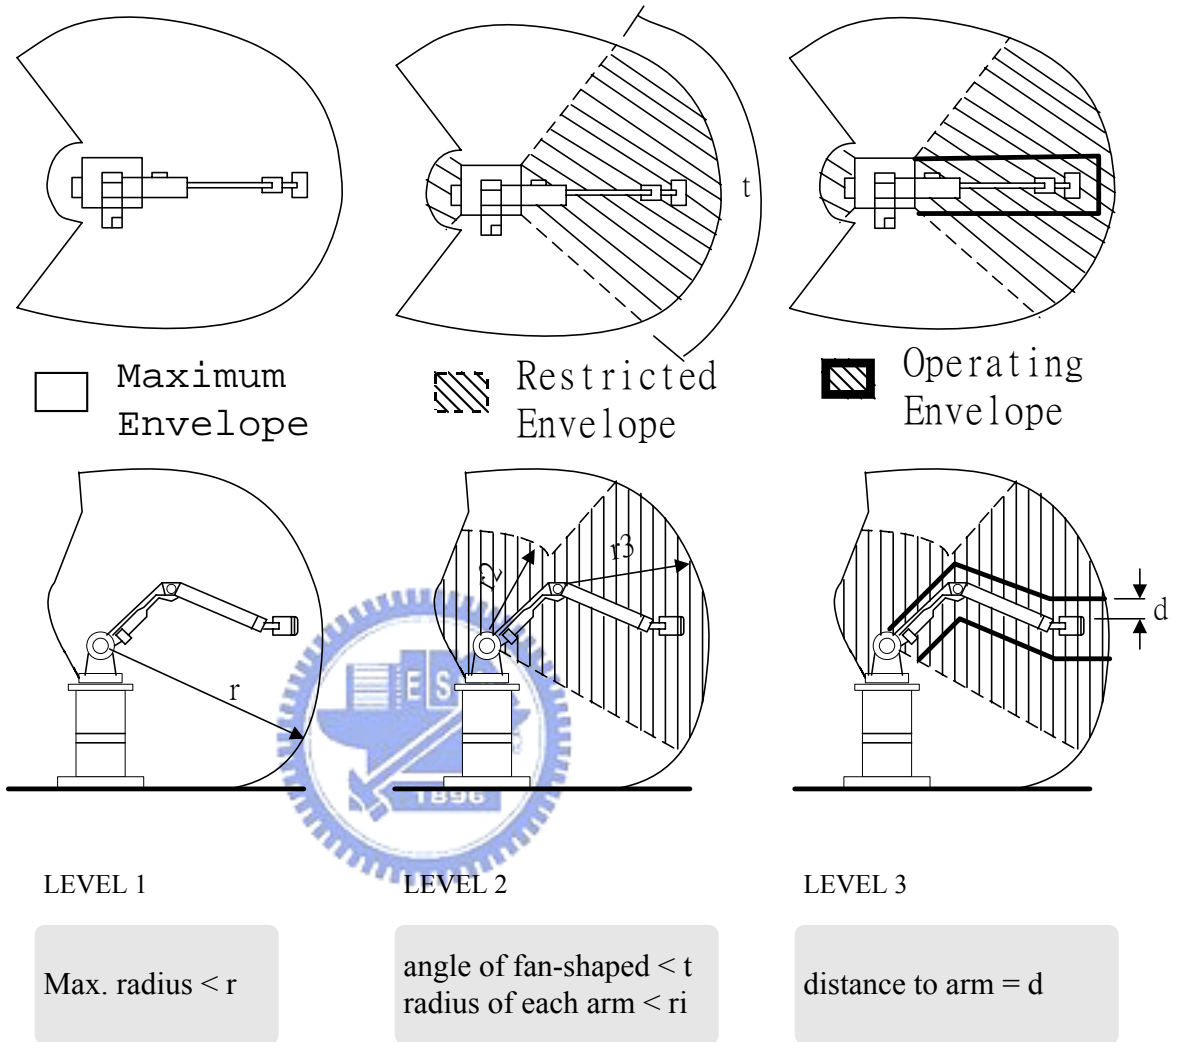 t
Maximum
Envelope
Restricted
Envelope
Operating
Envelope
r
r2
r3
d
E S
1896
LEVEL 1
LEVEL 2
LEVEL 3
Max. radius < r
angle of fan-shaped < t
radius of each arm < ri
distance to arm = d